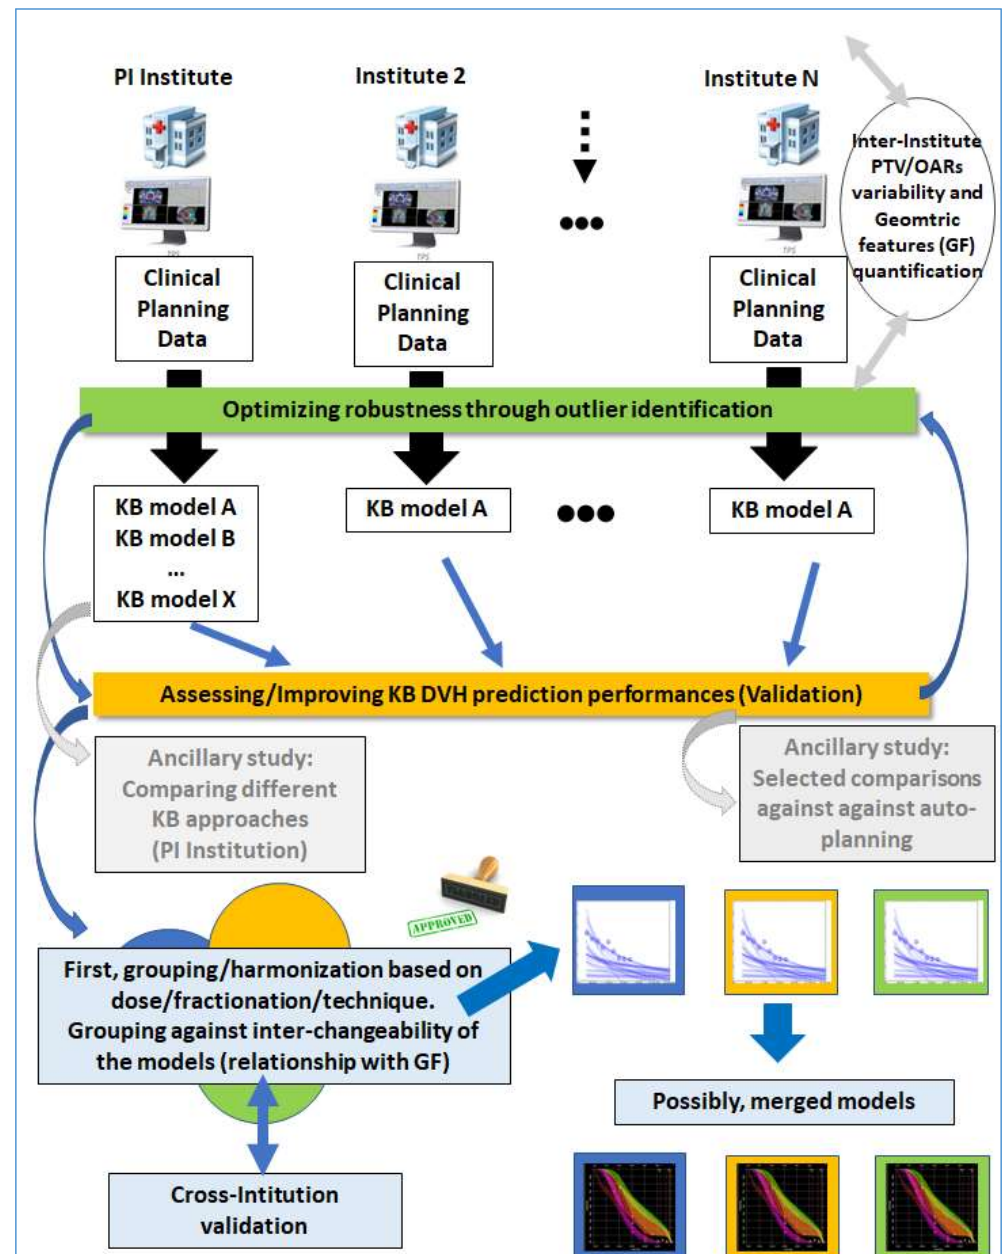 PI Institute
Institute 2
Institute N
Inter-Institute
PTV/OARs
variability and
Geomtric
features (GF)
quantification
TPS
TPS
TPS
Clinical
Planning
Data
Clinical
Planning
Data
Clinical
Planning
Data
Optimizing robustness through outlier identification
KB model A
KB model B
...
KB model X
KB model A
KB model A
Assessing/Improving KB DVH prediction performances (Validation)
Ancillary study:
Comparing different
KB approaches
(PI Institution)
Ancillary study:
Selected comparisons
against against auto-
planning
APPROVED
First, grouping/harmonization based on
dose/fractionation/technique.
Grouping against inter-changeability of
the models (relationship with GF)
Possibly, merged models
Cross-Intitution
validation